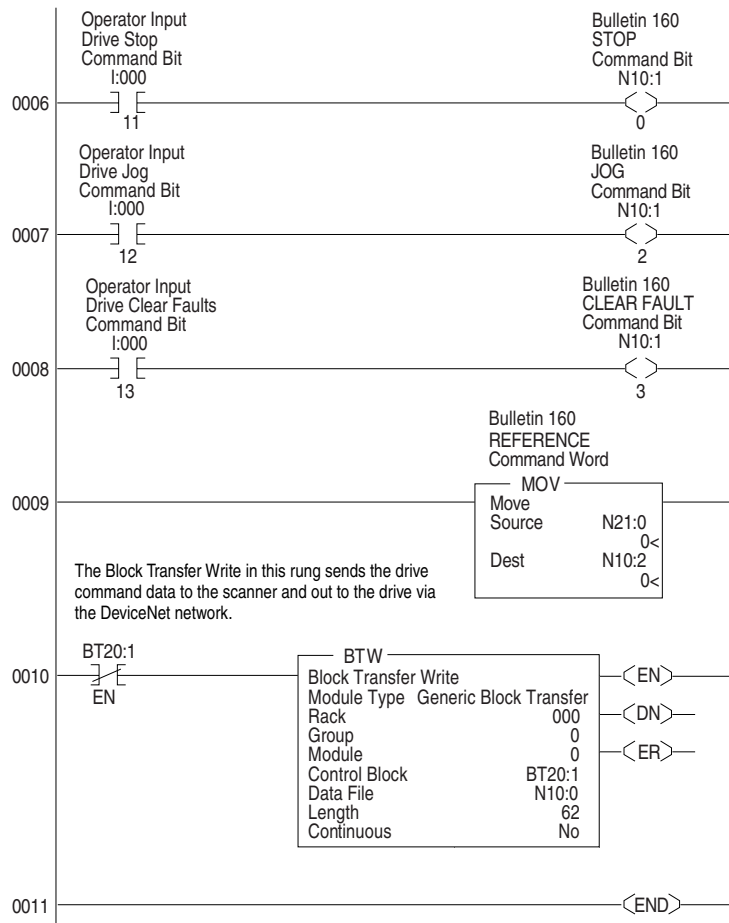 Operator Input
Drive Stop
Command Bit
I:000
11
Bulletin 160
STOP
Command Bit
N10:1
0
0006
Operator Input
Drive Jog
Command Bit
I:000
12
Bulletin 160
JOG
Command Bit
N10:1
2
0007
Operator Input
Drive Clear Faults
Command Bit
I:000
13
Bulletin 160
CLEAR FAULT
Command Bit
N10:1
3
0008
Bulletin 160
REFERENCE
Command Word
0009
MOV
Move
Source N21:0
0<
Dest N10:2
0<
The Block Transfer Write in this rung sends the drive
command data to the scanner and out to the drive via
the DeviceNet network.
BT20:1
0010
EN
BTW
Block Transfer Write
Module Type Generic Block Transfer
Rack 000
Group 0
Module 0
Control Block BT20:1
Data File N10:0
Length 62
Continuous No
EN
DN
ER
0011
END